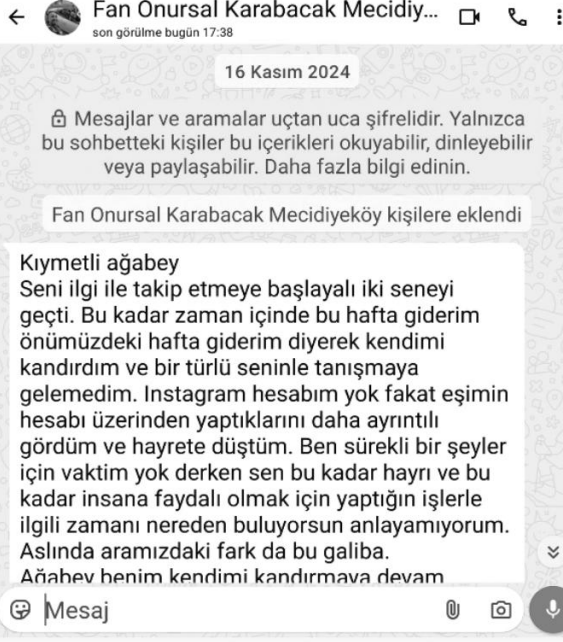 Fan Onursal Karabacak Mecidiy...
son görülme bugün 17:38
16 Kasım 2024
Mesajlar ve aramalar uçtan uca şifrelidir. Yalnızca
bu sohbetteki kişiler bu içerikleri okuyabilir, dinleyebilir
veya paylaşabilir. Daha fazla bilgi edinin.
Fan Onursal Karabacak Mecidiyeköy kişilere eklendi
Kıymetli ağabey
Seni ilgi ile takip etmeye başlayalı iki seneyi
geçti. Bu kadar zaman içinde bu hafta giderim
önümüzdeki hafta giderim diyerek kendimi
kandırdım ve bir türlü seninle tanışmaya
gelemedim. Instagram hesabım yok fakat eşimin
hesabı üzerinden yaptıklarını daha ayrıntılı
gördüm ve hayrete düştüm. Ben sürekli bir şeyler
için vaktim yok derken sen bu kadar hayrı ve bu
kadar insana faydalı olmak için yaptığın işlerle
ilgili zamanı nereden buluyorsun anlayamıyorum.
Aslında aramızdaki fark da bu galiba.
Ağabey benim kendimi kandırmaya devam
Mesaj